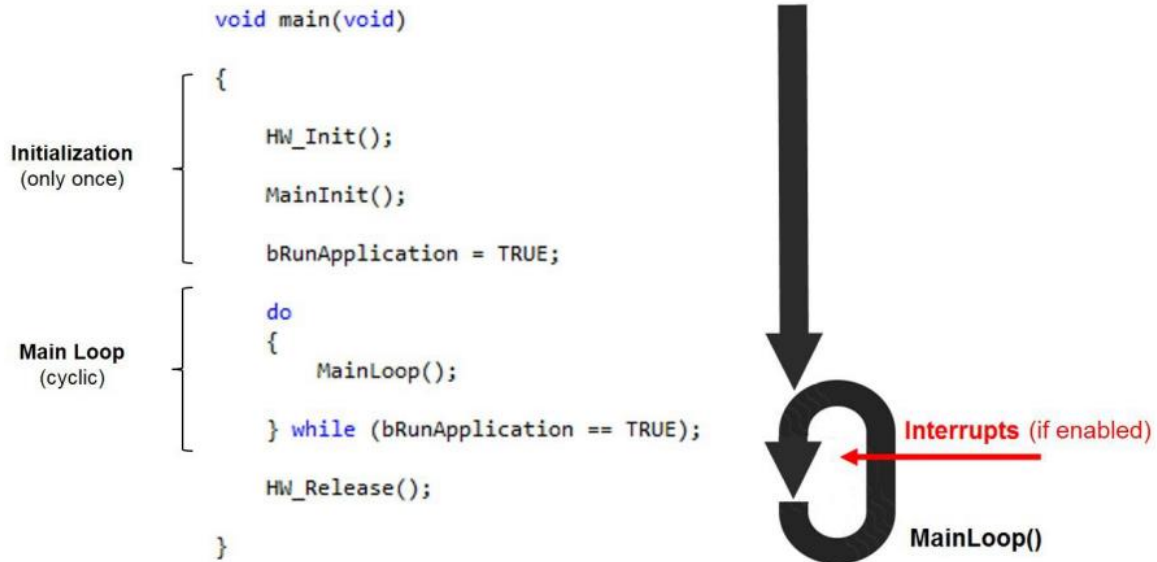 void main(void)
{
HW_Init();
Initialization
(only once)
MainInit();
bRunApplication = TRUE;
do
{
Main Loop
(cyclic)
MainLoop();
} while (bRunApplication == TRUE);
Interrupts (if enabled)
HW_Release();
MainLoop()
}